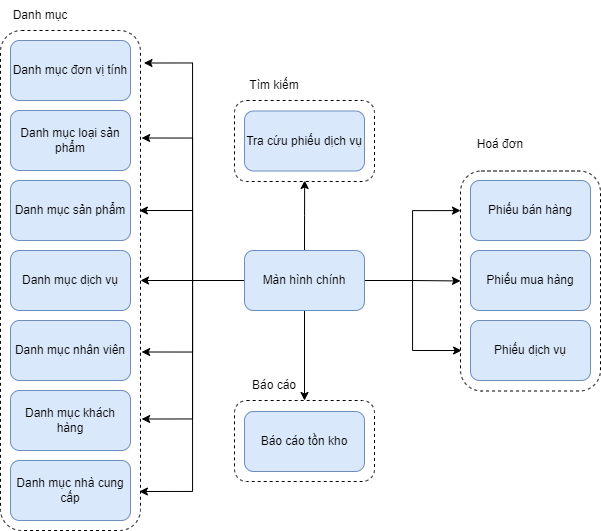 Danh mục
Danh mục đơn vị tính
Danh mục loại sản
phẩm
Danh mục sản phẩm
Danh mục dịch vụ
Danh mục nhân viên
Danh mục khách
hàng
Danh mục nhà cung
cấp
Tìm kiếm
Tra cứu phiếu dịch vụ
Màn hình chính
Báo cáo
Báo cáo tồn kho
Hoá đơn
Phiếu bán hàng
Phiếu mua hàng
Phiếu dịch vụ